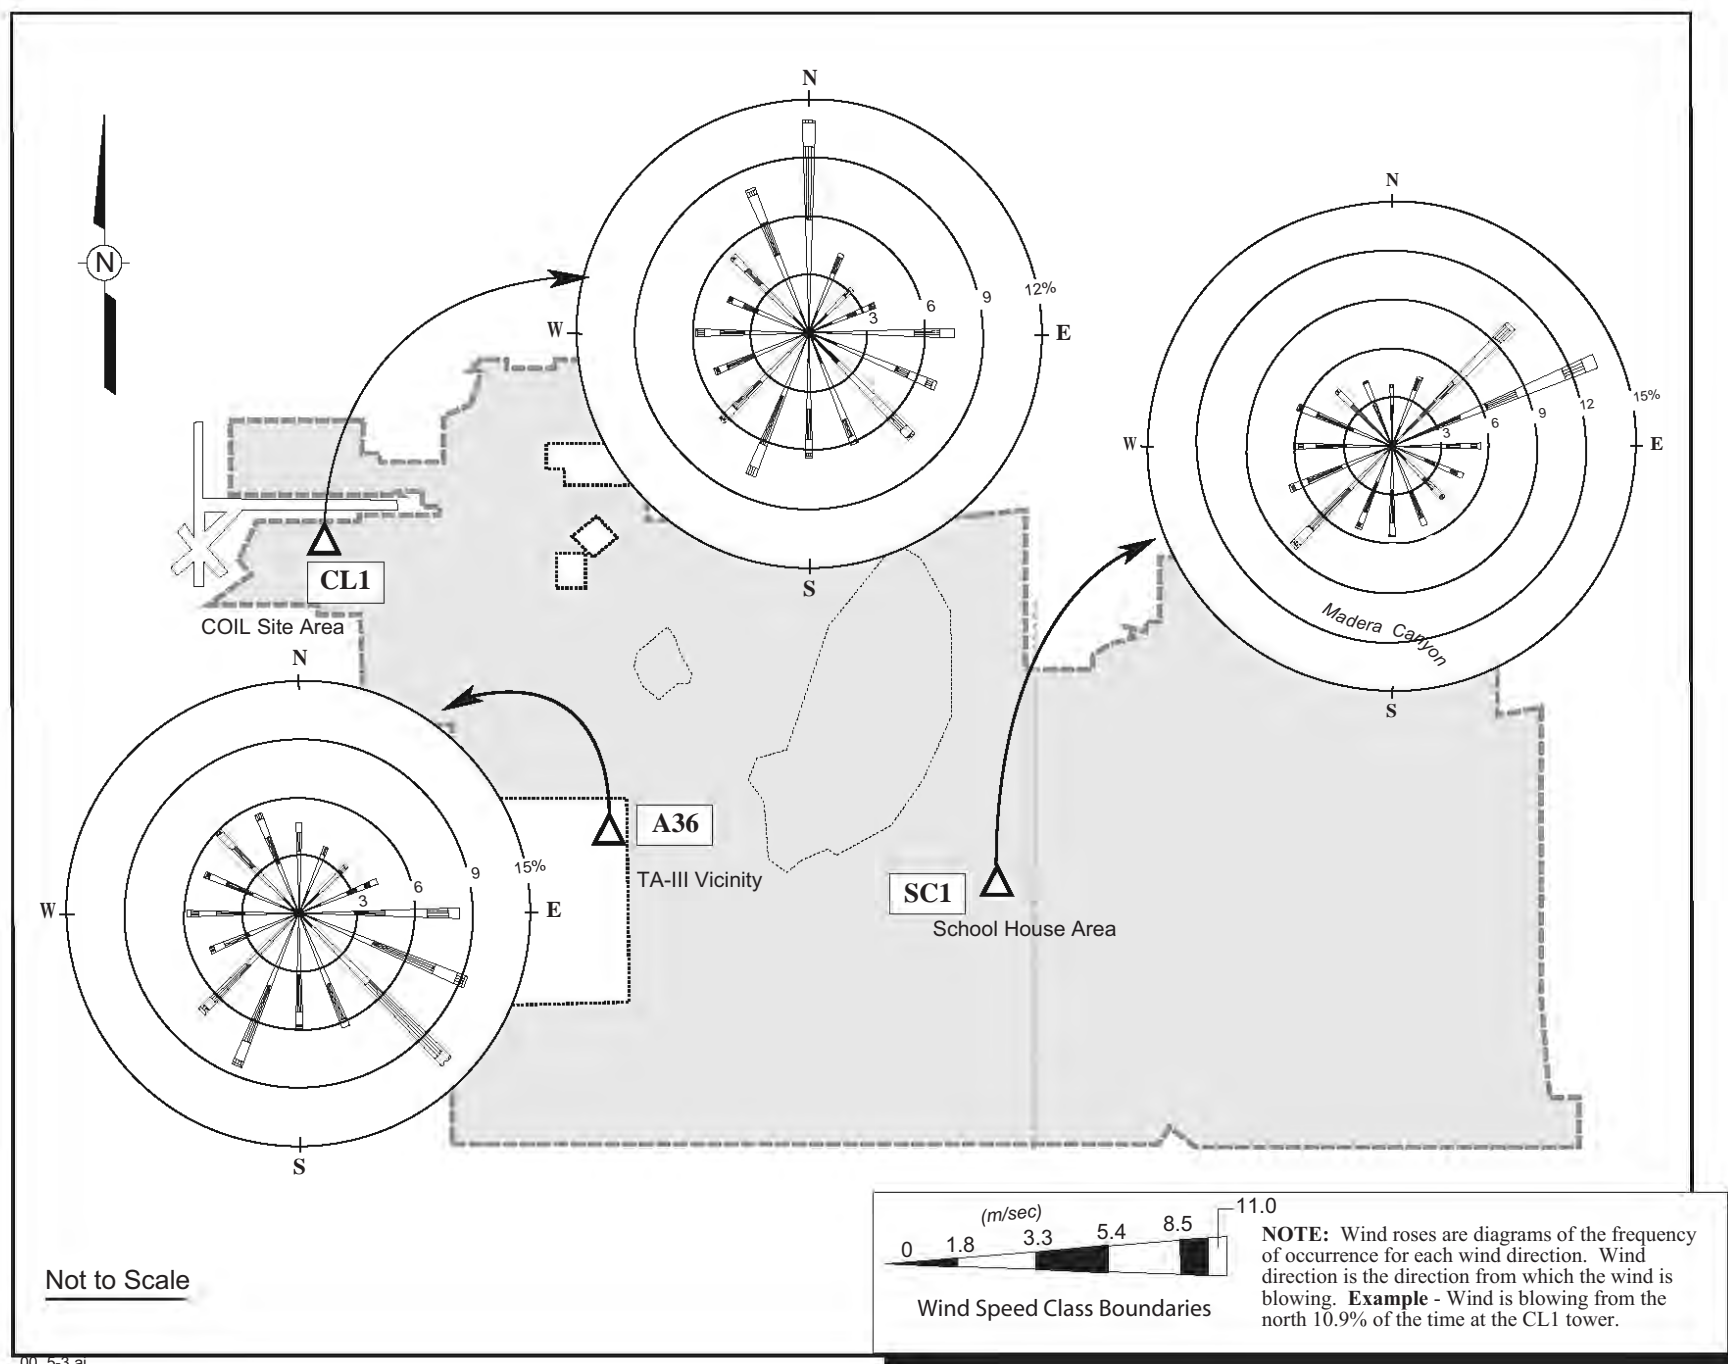 N
N
12%
9
6
3
W
E
S
N
15%
12
9
6
3
W
E
Madera Canyon
S
CL1
COIL Site Area
N
15%
9
6
3
W
E
S
A36
TA-III Vicinity
SC1
School House Area
Not to Scale
(m/sec)
0 1.8 3.3 5.4 8.5 11.0
Wind Speed Class Boundaries
NOTE: Wind roses are diagrams of the frequency
of occurrence for each wind direction. Wind
direction is the direction from which the wind is
blowing. Example - Wind is blowing from the
north 10.9% of the time at the CL1 tower.